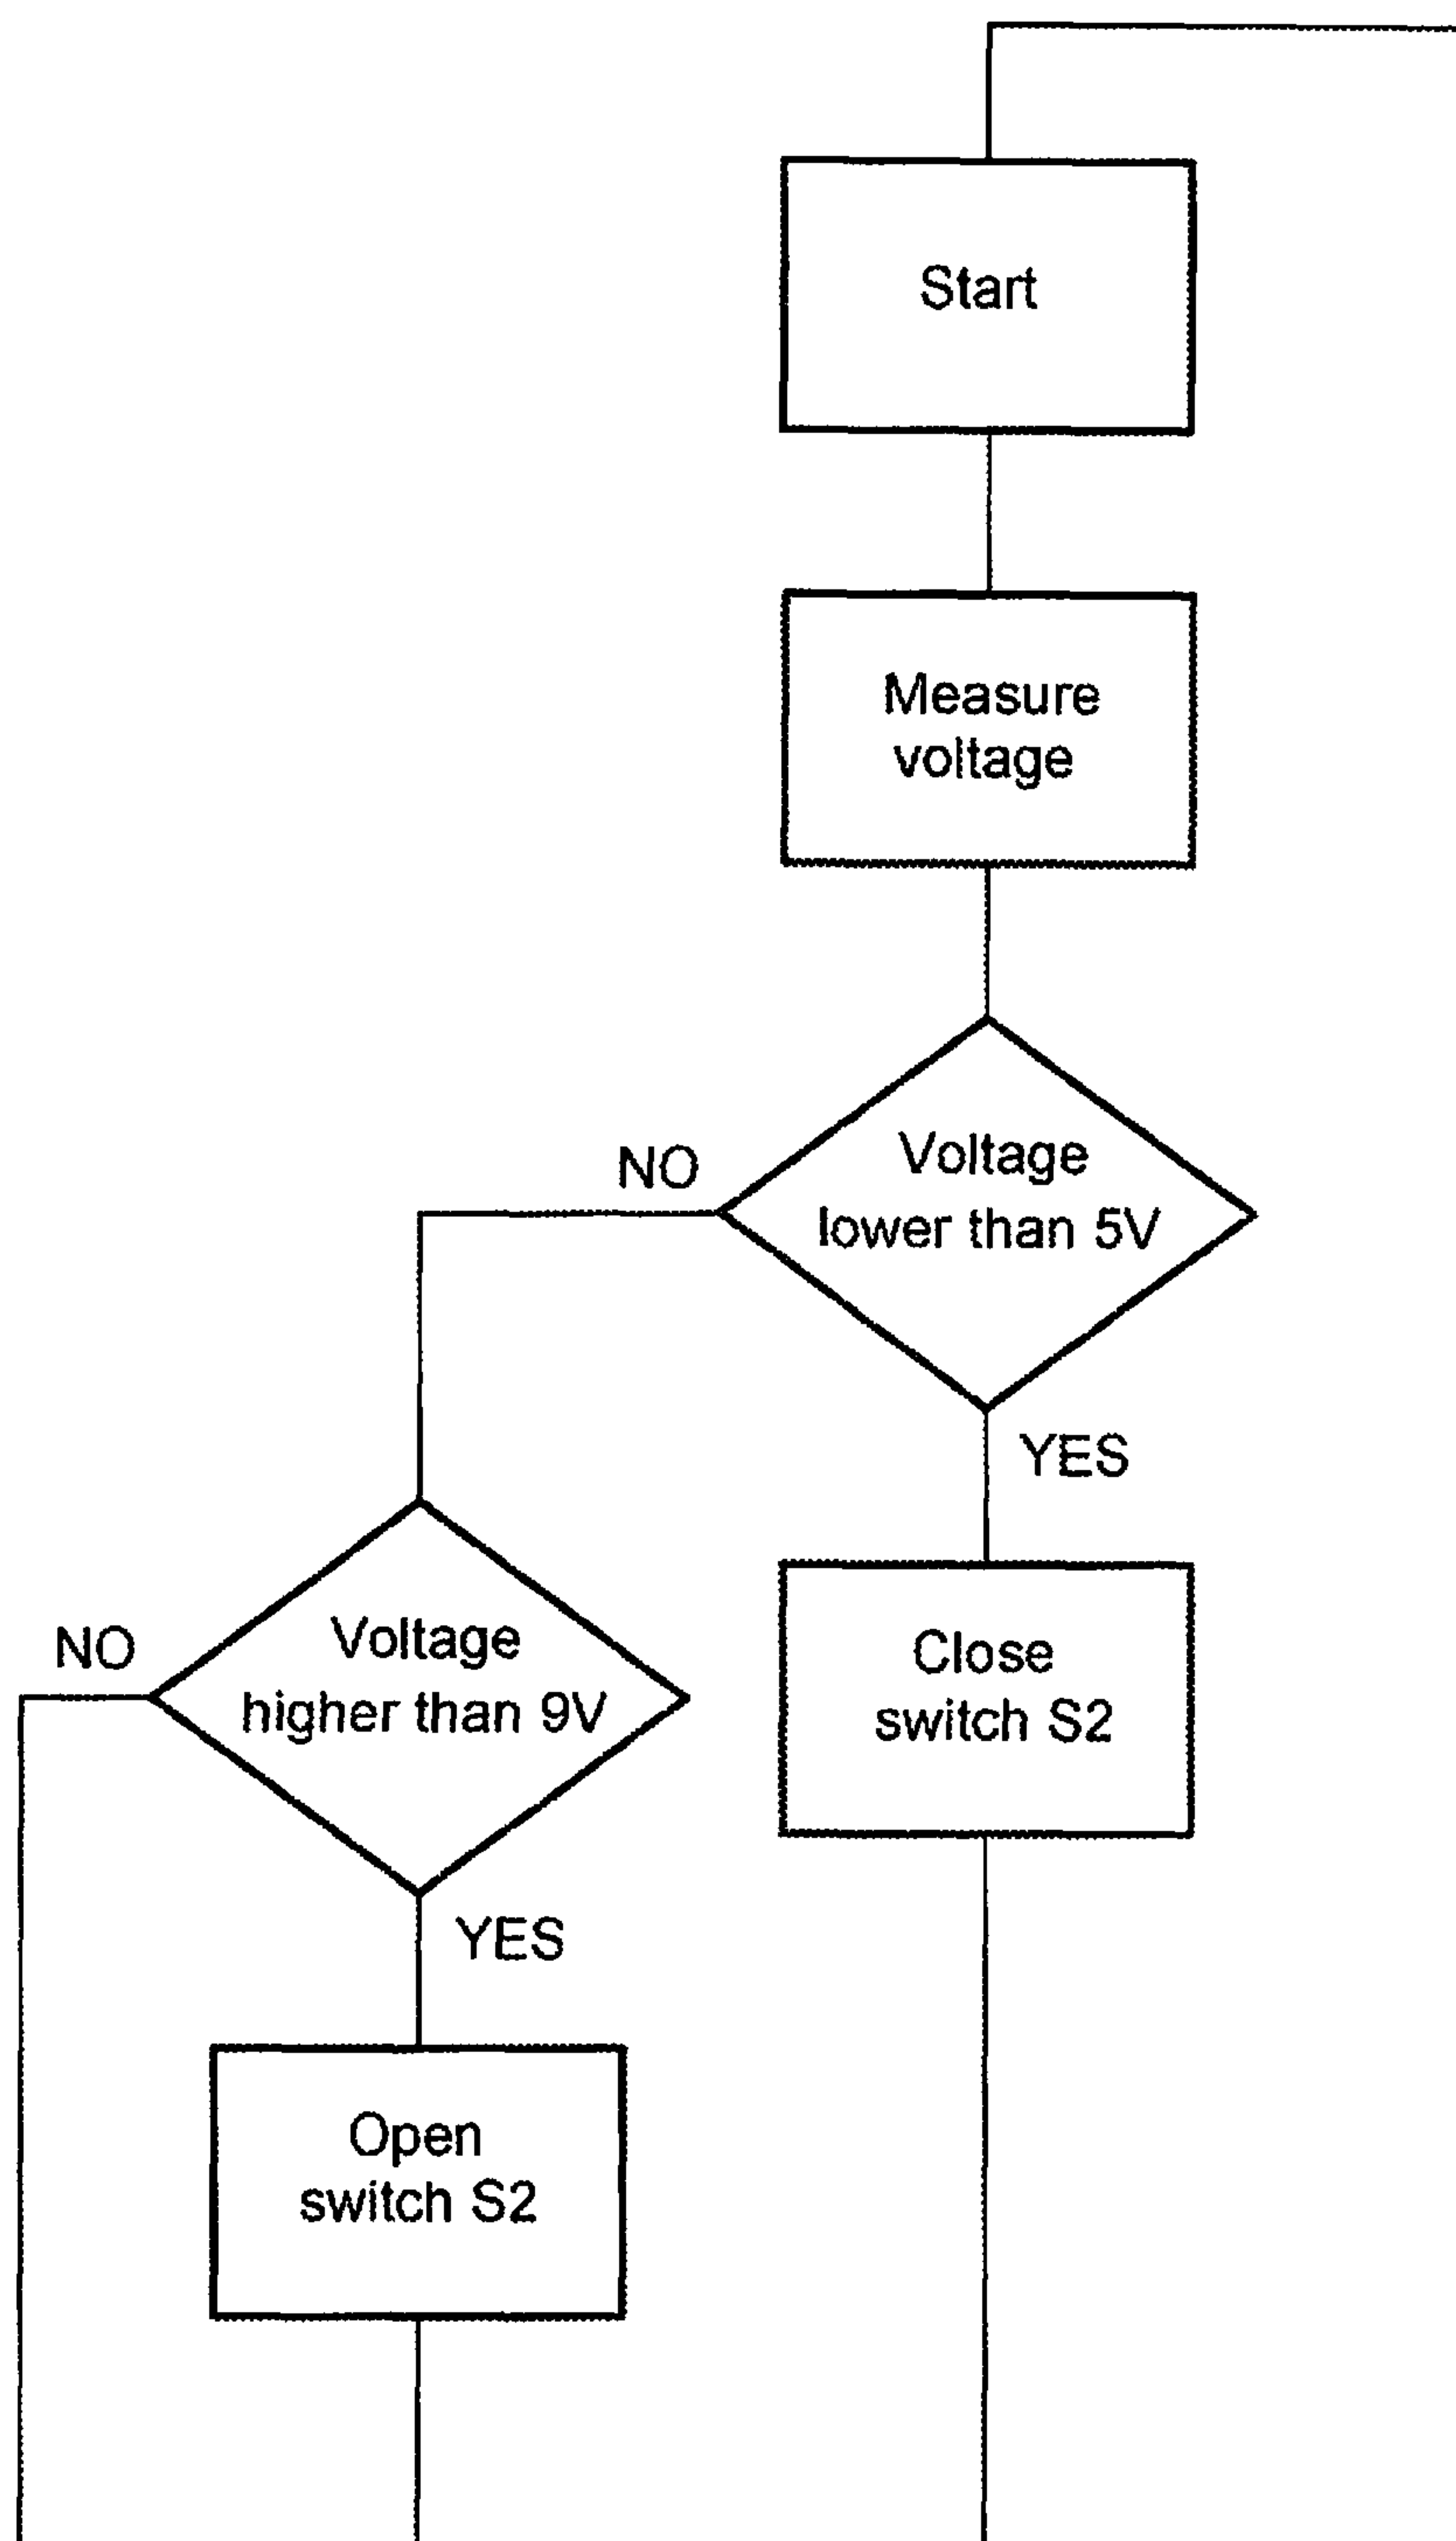 Start
Measure
voltage
Voltage
lower than 5V
NO
YES
Close
switch S2
Voltage
higher than 9V
NO
YES
Open
switch S2